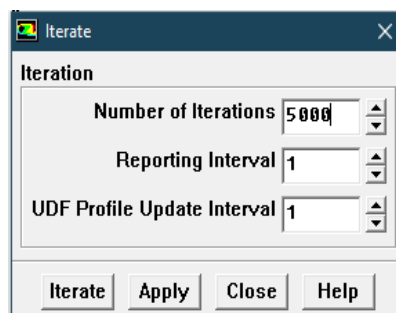 Iterate
Iteration
Number of Iterations 5000
Reporting Interval 1
UDF Profile Update Interval 1
Iterate Apply Close Help